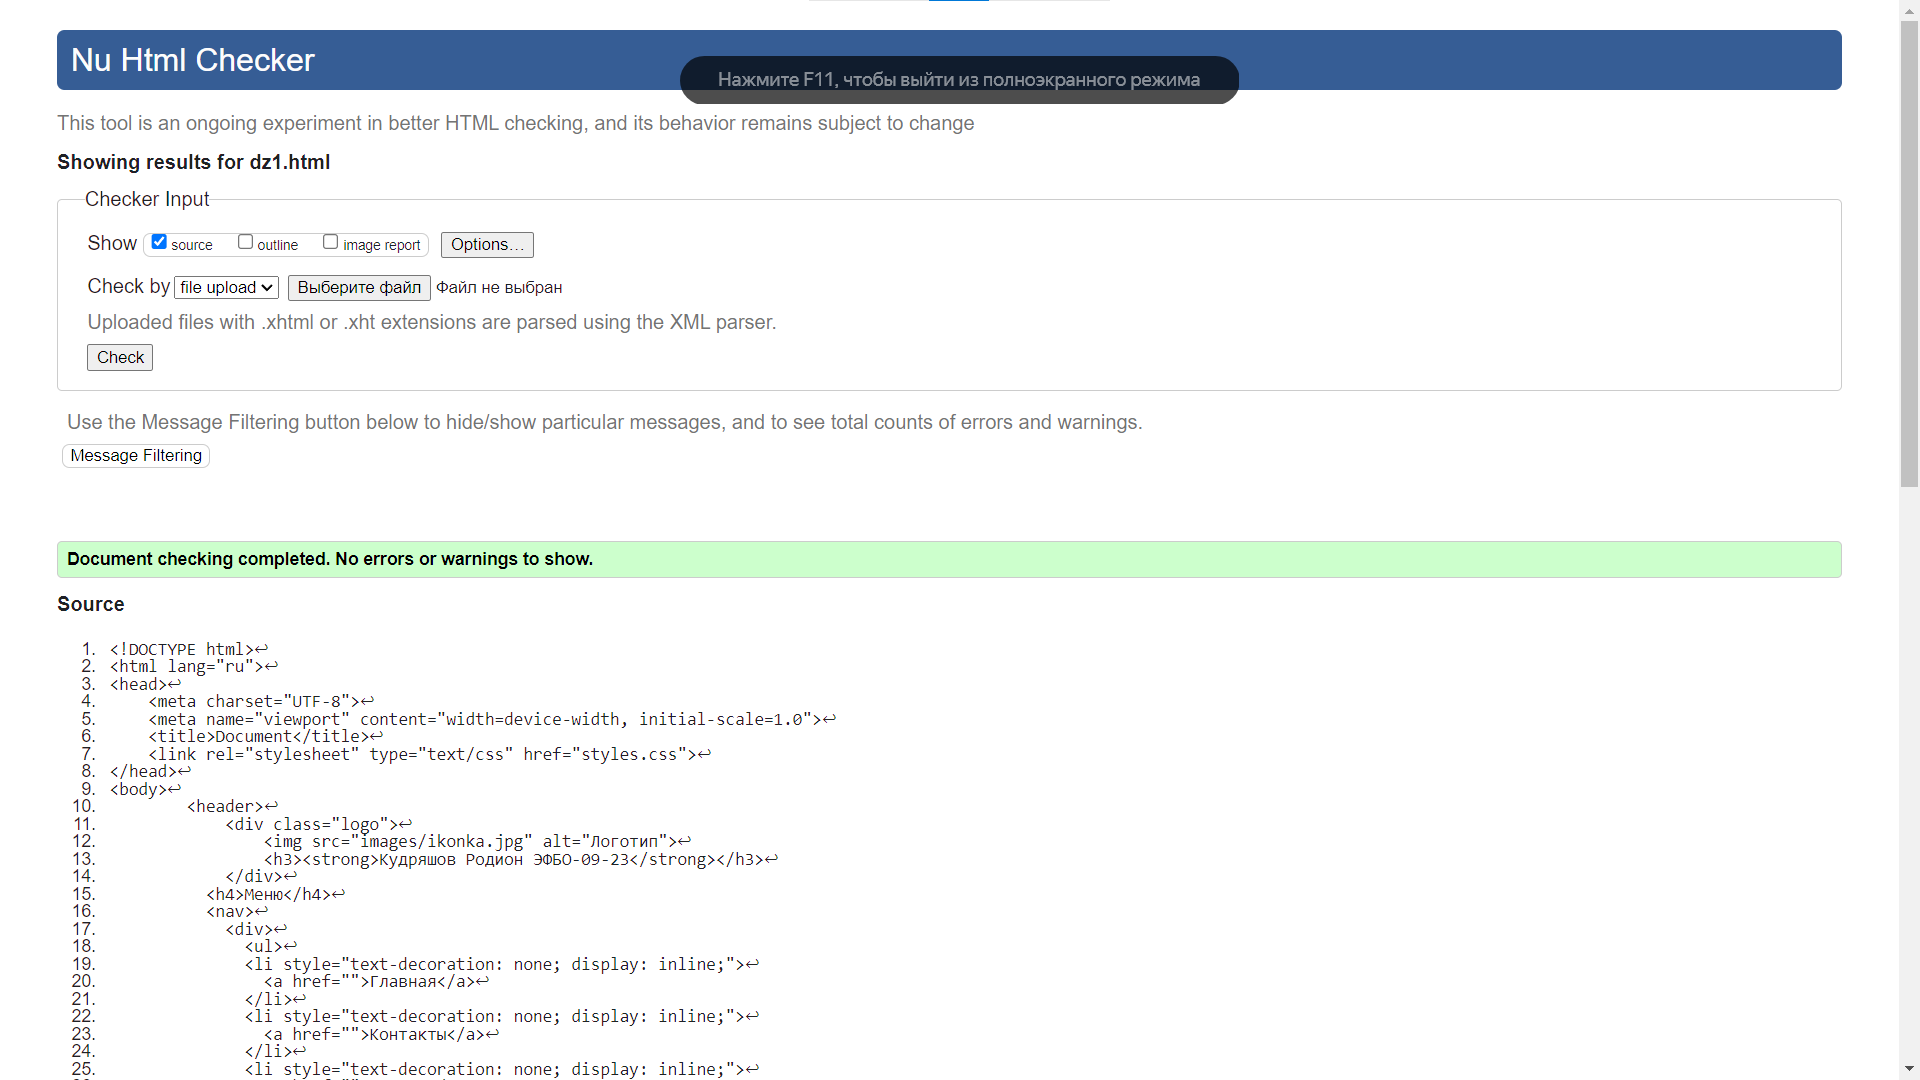 Nu Html Checker
Нажмите F11, чтобы выйти из полноэкранного режима
This tool is an ongoing experiment in better HTML checking, and its behavior remains subject to change
Showing results for dz1.html
Checker Input
Show source outline image report Options...
Check by file upload Выберите файл Файл не выбран
Uploaded files with .xhtml or .xht extensions are parsed using the XML parser.
Check
Use the Message Filtering button below to hide/show particular messages, and to see total counts of errors and warnings.
Message Filtering
Document checking completed. No errors or warnings to show.
Source
1. <!DOCTYPE html>↩
2. <html lang="ru">↩
3. <head>↩
4. <meta charset="UTF-8">↩
5. <meta name="viewport" content="width=device-width, initial-scale=1.0">↩
6. <title>Document</title>↩
7. <link rel="stylesheet" type="text/css" href="styles.css">↩
8. </head>↩
9. <body>↩
10. <header>↩
11. <div class="logo">↩
12. <img src="images/ikonka.jpg" alt="Логотип">↩
13. <h3><strong>Кудряшов Родион ЭФБО-09-23</strong></h3>↩
14. </div>↩
15. <h4>Меню</h4>↩
16. <nav>↩
17. <div>↩
18. <ul>↩
19. <li style="text-decoration: none; display: inline;">↩
20. <a href="">Главная</a>↩
21. </li>↩
22. <li style="text-decoration: none; display: inline;">↩
23. <a href="">Контакты</a>↩
24. </li>↩
25. <li style="text-decoration: none; display: inline;">↩